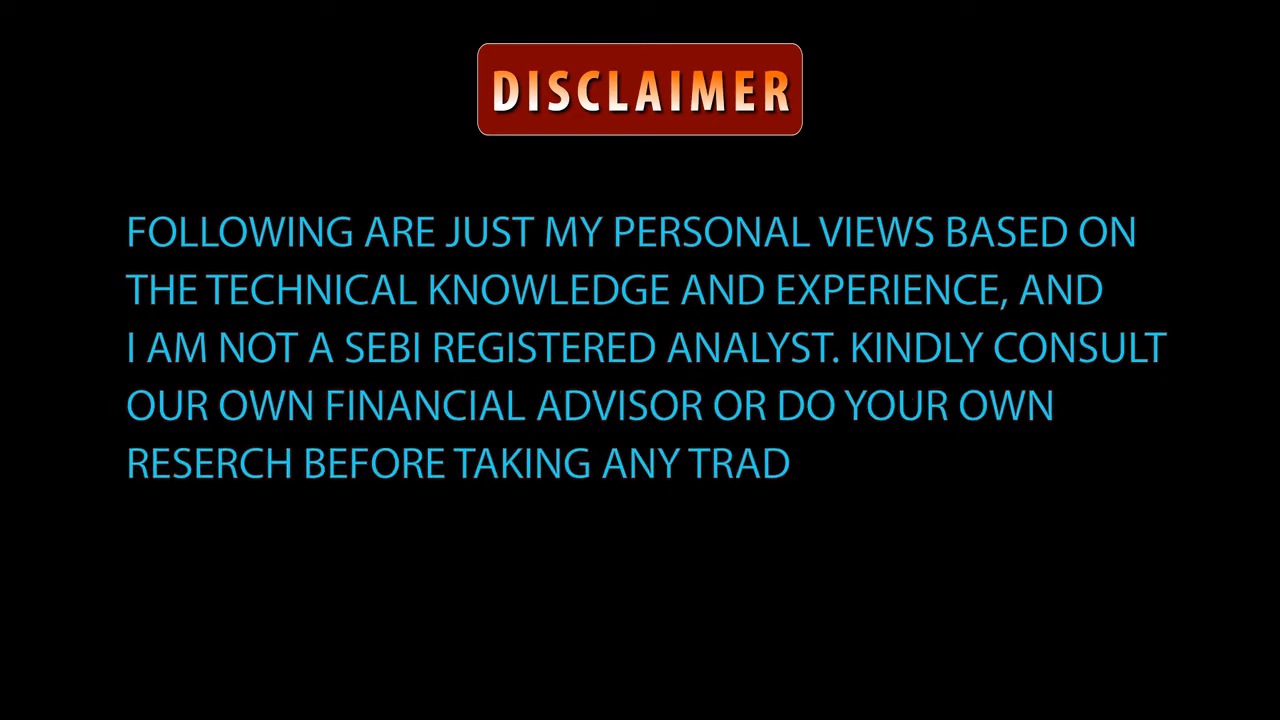 DISCLAIMER
FOLLOWING ARE JUST MY PERSONAL VIEWS BASED ON
THE TECHNICAL KNOWLEDGE AND EXPERIENCE, AND
I AM NOT A SEBI REGISTERED ANALYST. KINDLY CONSULT
OUR OWN FINANCIAL ADVISOR OR DO YOUR OWN
RESERCH BEFORE TAKING ANY TRAD